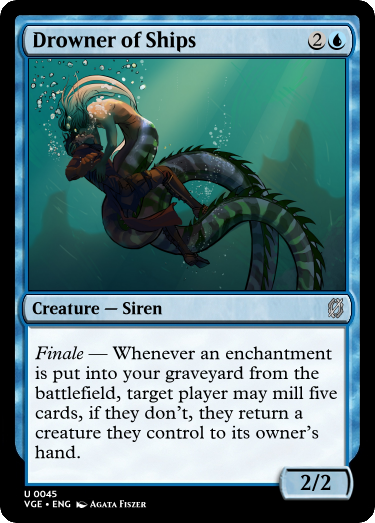 Drowner of Ships 2
Creature — Siren
Finale — Whenever an enchantment
is put into your graveyard from the
battlefield, target player may mill five
cards, if they don't, they return a
creature they control to its owner's
hand.
2/2
U 0045
VGE • ENG Agata Fiszer